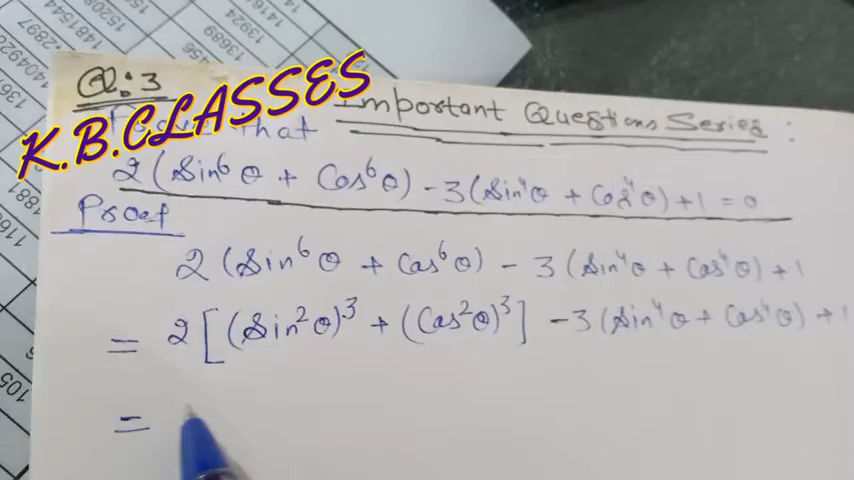 Q:3
Important Questions Series :
K.B.CLASSES
that
2(Sin⁶θ + Cos⁶θ) - 3(Sin⁴θ + Cos⁴θ) + 1 = 0
Proof
2(Sin⁶θ + Cos⁶θ) - 3(Sin⁴θ + Cos⁴θ) + 1
= 2[(Sin²θ)³ + (Cos²θ)³] - 3(Sin⁴θ + Cos⁴θ) + 1
=